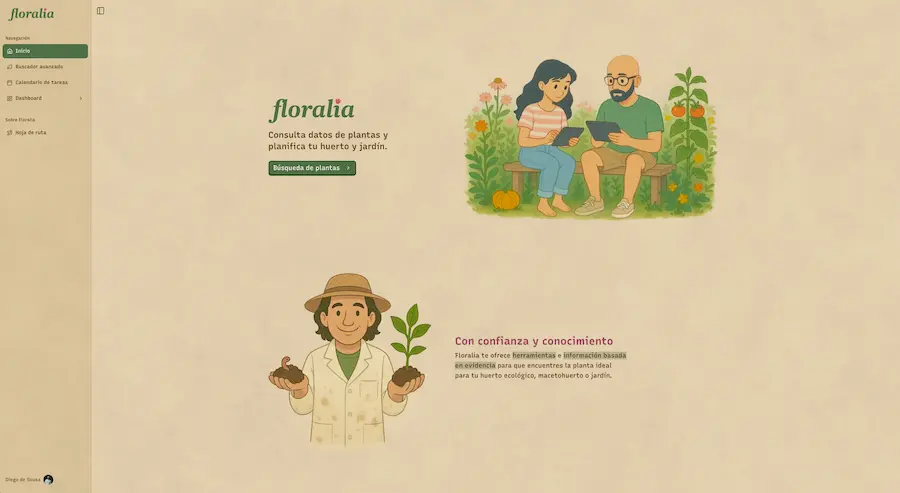 floralia
Navegación
Inicio
Buscador avanzado
Calendario de tareas
Dashboard
Sobre Floralia
Hoja de ruta
floralia
Consulta datos de plantas y
planifica tu huerto y jardín.
Búsqueda de plantas
Con confianza y conocimiento
Floralia te ofrece herramientas e información basada
en evidencia para que encuentres la planta ideal
para tu huerto ecológico, macetohuerto o jardín.
Diego de Sousa